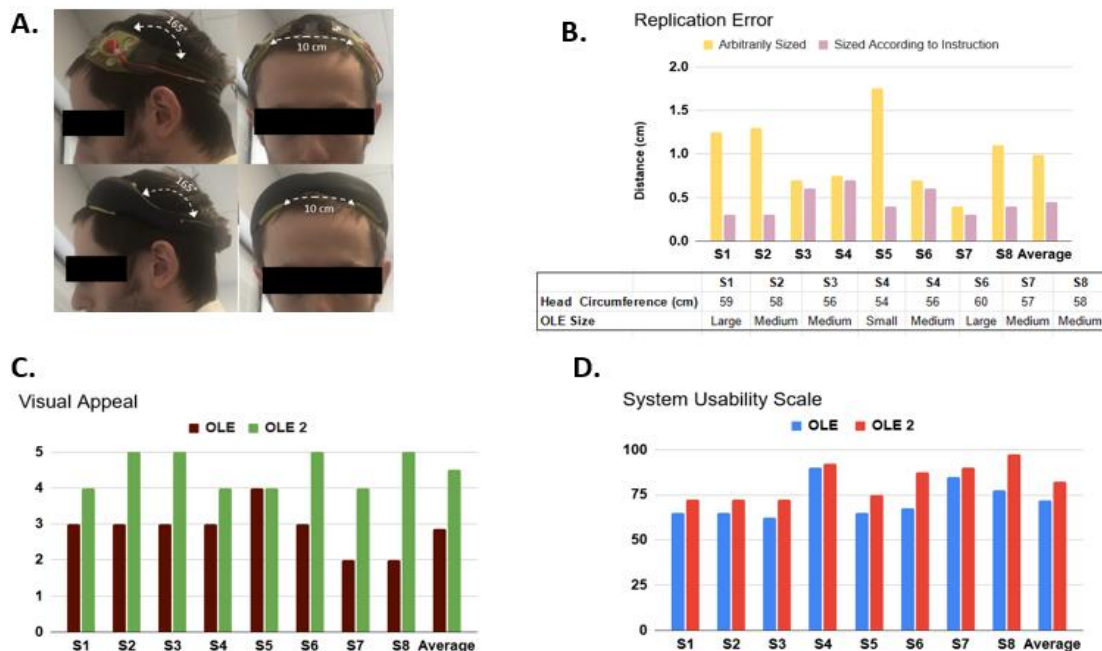 A.
165°
10 cm
165°
10 cm
B.
Replication Error
Arbitrarily Sized Sized According to Instruction
Distance (cm)
2.0
1.5
1.0
0.5
0.0
S1 S2 S3 S4 S5 S6 S7 S8 Average
S1 S2 S3 S4 S4 S6 S7 S8
Head Circumference (cm) 59 58 56 54 56 60 57 58
OLE Size Large Medium Medium Small Medium Large Medium Medium
C.
Visual Appeal
OLE OLE 2
5
4
3
2
1
0
S1 S2 S3 S4 S5 S6 S7 S8 Average
D.
System Usability Scale
OLE OLE 2
100
75
50
25
0
S1 S2 S3 S4 S5 S6 S7 S8 Average